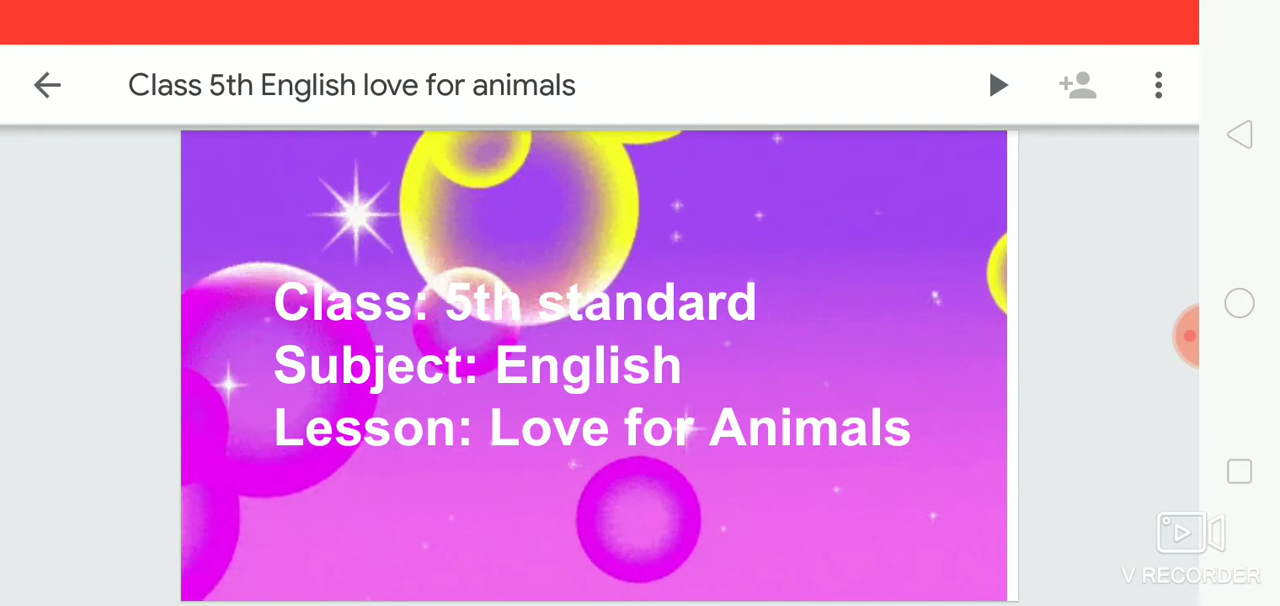 Class 5th English love for animals
Class: 5th standard
Subject: English
Lesson: Love for Animals
V RECORDER